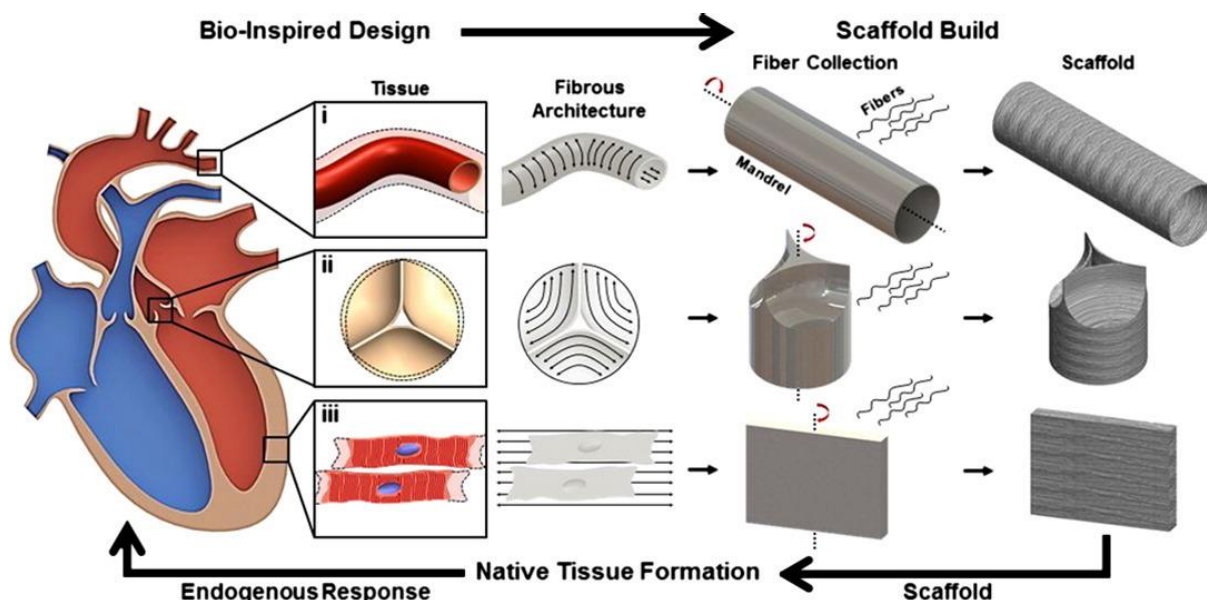 Bio-Inspired Design
Scaffold Build
Tissue
Fibrous
Architecture
Fiber Collection
Scaffold
i
Fibers
Mandrel
ii
iii
Native Tissue Formation
Endogenous Response
Scaffold